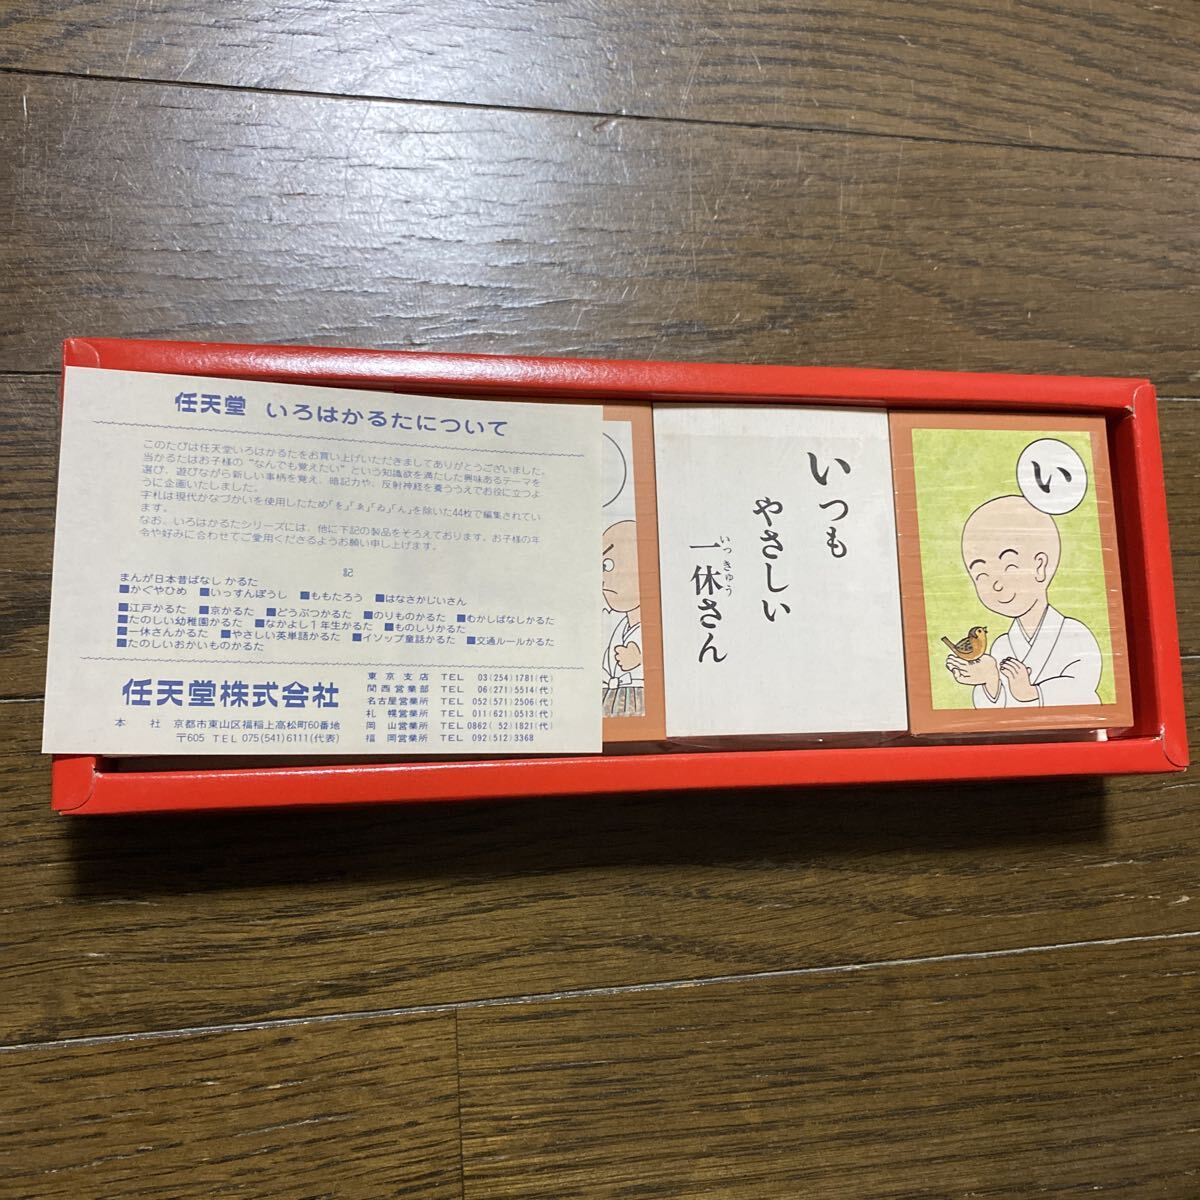 任天堂 いろはかるたについて
このたびは任天堂いろはかるたをお買い上げいただきましてありがとうございました。
当かるたはお子様の"なんでも覚えたい"という知識欲を満たした興味あるテーマを
選び、遊びながら新しい事柄を覚え、暗記力や、反射神経を養ううえでお役に立つよ
うに企画いたしました。
字札は現代かなづかいを使用したため「を」「ゑ」「ゐ」「ん」を除いた44枚で編集されてい
ます。
なお、いろはかるたシリーズには、他に下記の製品をそろえております。お子様の年
令や好みに合わせてご愛用くださるようお願い申し上げます。
記
まんが日本昔ばなし かるた
■かぐやひめ ■いっすんぼうし ■ももたろう ■はなさかじいさん
■江戸かるた ■京かるた ■どうぶつかるた ■のりものかるた ■むかしばなしかるた
■たのしい幼稚園かるた ■なかよし1年生かるた ■ものしりかるた
■一休さんかるた ■やさしい英単語かるた ■イソップ童話かるた ■交通ルールかるた
■たのしいおかいものかるた
任天堂株式会社
本 社 京都市東山区福稲上高松町60番地
〒605 TEL 075(541)6111(代表)
東京支店 TEL 03(254)1781(代)
関西営業部 TEL 06(271)5514(代)
名古屋営業所 TEL 052(571)2506(代)
札幌営業所 TEL 011(621)0513(代)
岡山営業所 TEL 0862(52)1821(代)
福岡営業所 TEL 092(512)3368
いつも
やさしい
一休さん
いっきゅう
い